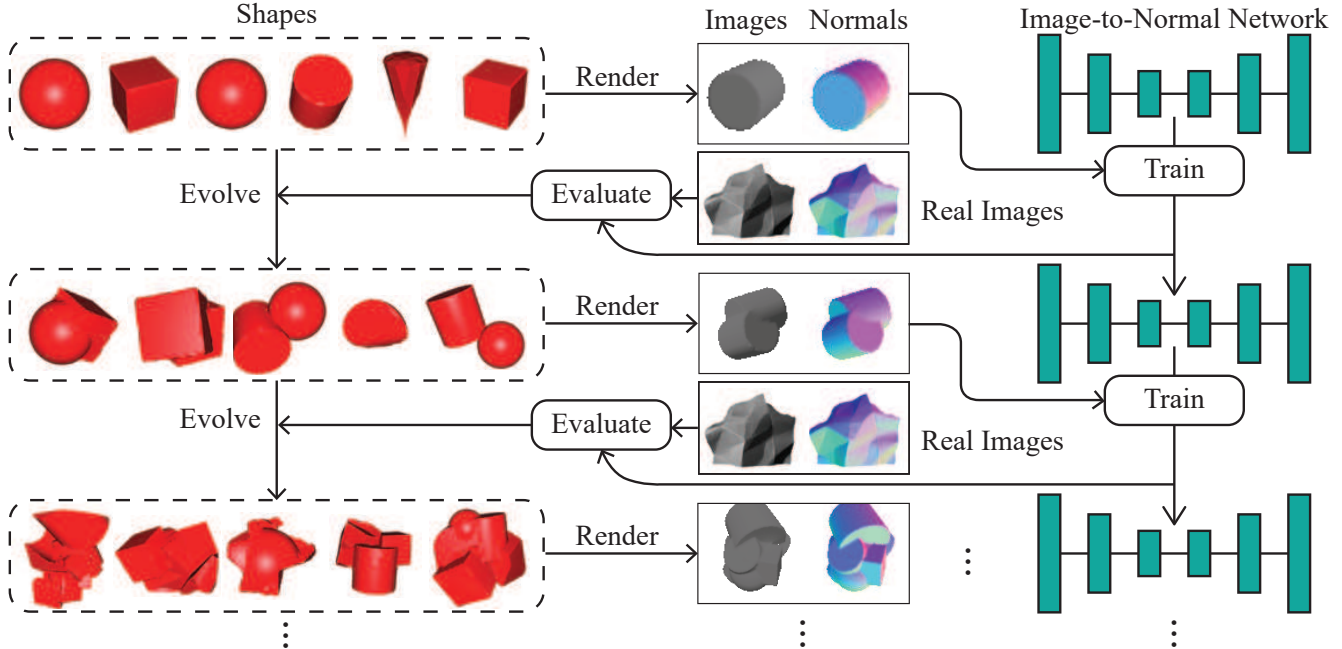 Shapes
Images
Normals
Image-to-Normal Network
Render
Train
Evolve
Evaluate
Real Images
Render
Train
Evolve
Evaluate
Real Images
Render